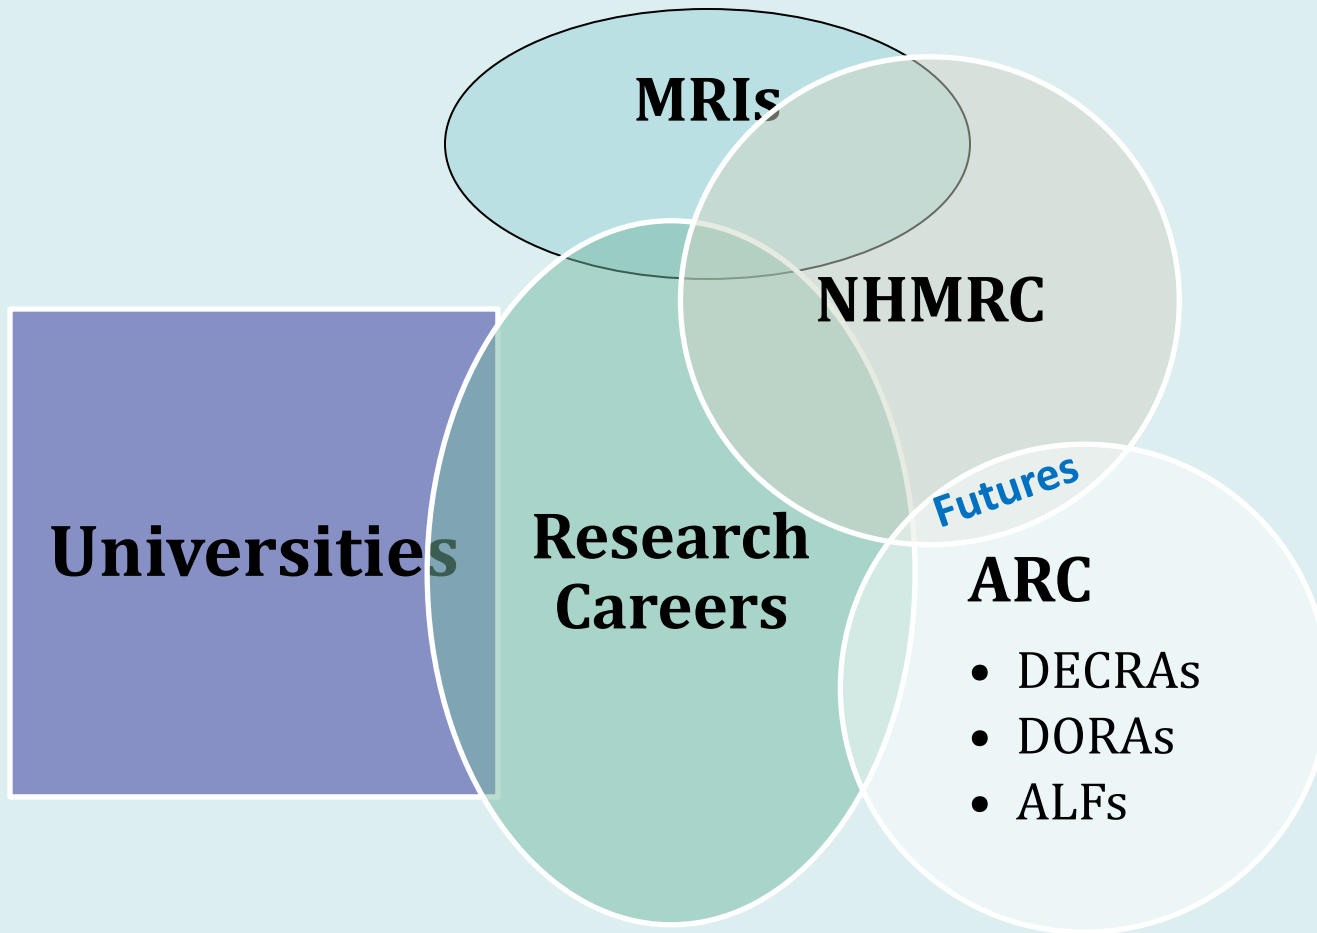 MRIs
NHMRC
Futures
Universities
Research
Careers
ARC
• DECRAs
• DORAs
• ALFs